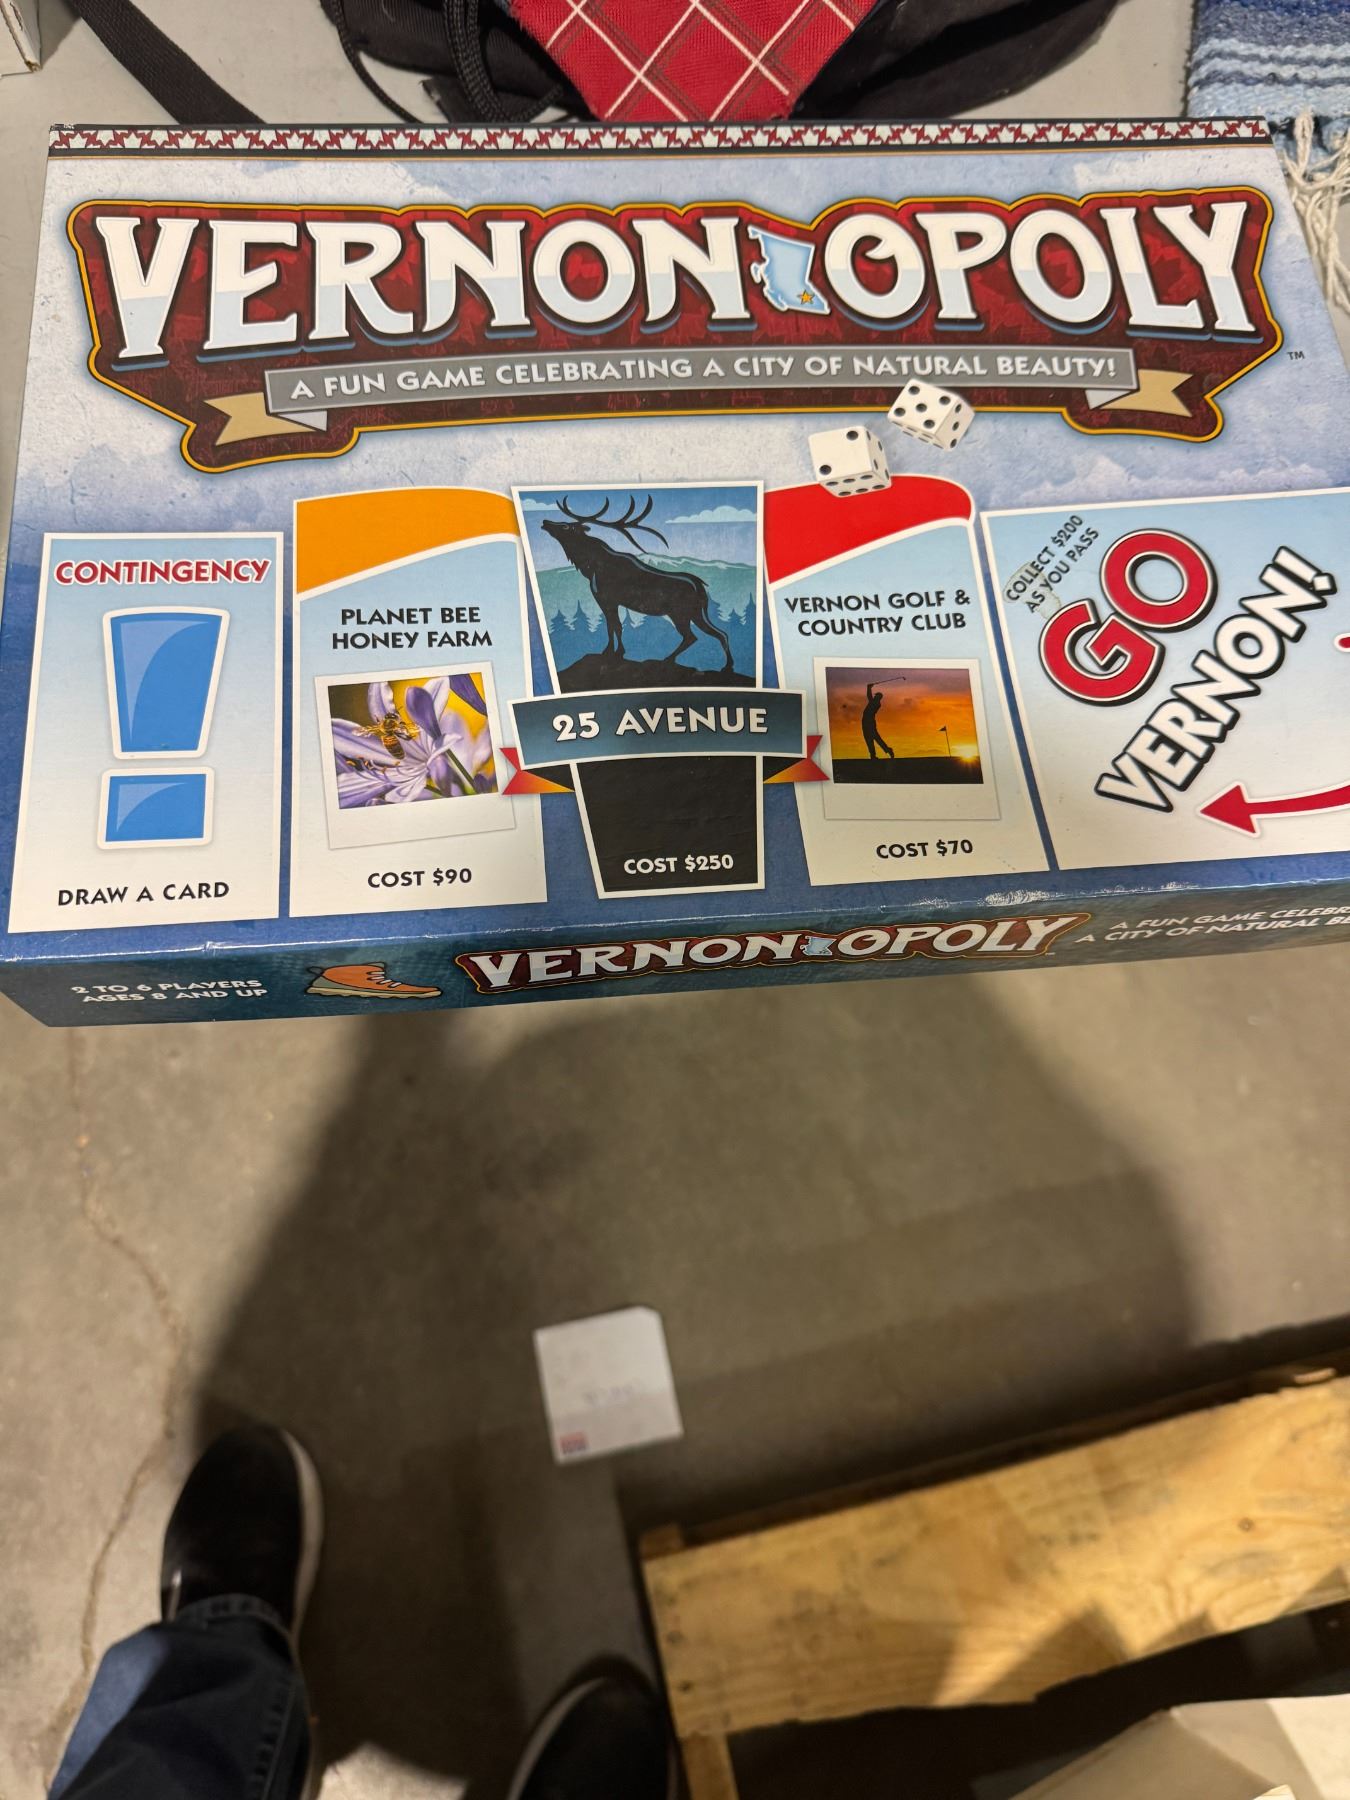 VERNON OPOLY
TM
A FUN GAME CELEBRATING A CITY OF NATURAL BEAUTY!
CONTINGENCY
!
DRAW A CARD
PLANET BEE
HONEY FARM
COST $90
25 AVENUE
COST $250
VERNON GOLF &
COUNTRY CLUB
COST $70
COLLECT $200
AS YOU PASS
GO
VERNON!
2 TO 6 PLAYERS
AGES 8 AND UP
VERNON OPOLY
A FUN GAME
A CITY OF NATURAL